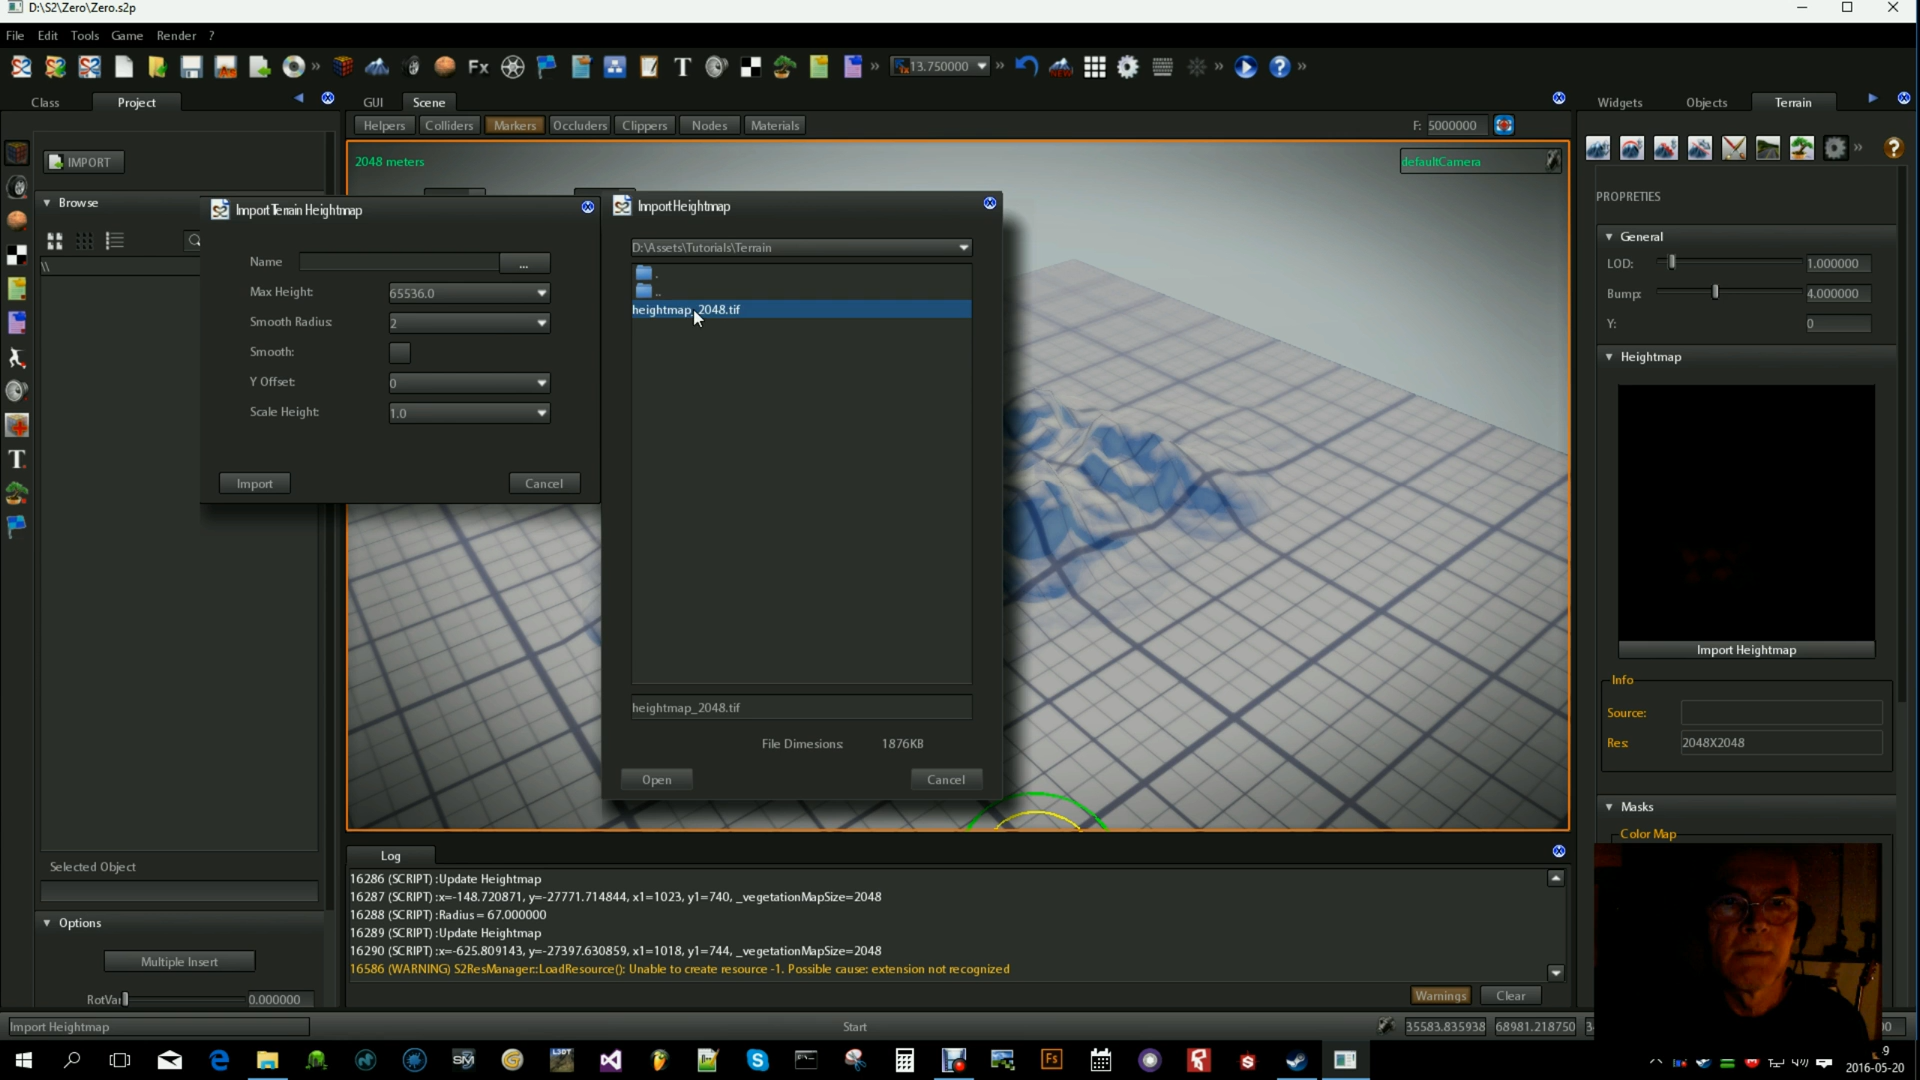 D:\S2\Zero\Zero.s2p
File Edit Tools Game Render ?
Fx T 13.750000
Class Project
GUI Scene
Widgets Objects Terrain
Helpers Colliders Markers Occluders Clippers Nodes Materials
F: 5000000
IMPORT
2048 meters
defaultCamera
Browse
\\
Import Terrain Heightmap
Name ...
Max Height: 65536.0
Smooth Radius: 2
Smooth:
Y Offset: 0
Scale Height: 1.0
Import Cancel
Import Heightmap
D:\Assets\Tutorials\Terrain
.
..
heightmap_2048.tif
heightmap_2048.tif
File Dimesions: 1876KB
Open Cancel
PROPRETIES
General
LOD: 1.000000
Bump: 4.000000
Y: 0
Heightmap
Import Heightmap
Info
Source:
Res: 2048X2048
Masks
Color Map
T
Selected Object
Options
Multiple Insert
RotVar 0.000000
Log
16286 (SCRIPT) :Update Heightmap
16287 (SCRIPT) :x=-148.720871, y=-27771.714844, x1=1023, y1=740, _vegetationMapSize=2048
16288 (SCRIPT) :Radius = 67.000000
16289 (SCRIPT) :Update Heightmap
16290 (SCRIPT) :x=-625.809143, y=-27397.630859, x1=1018, y1=744, _vegetationMapSize=2048
16586 (WARNING) S2ResManager::LoadResource(): Unable to create resource -1. Possible cause: extension not recognized
Warnings Clear
Import Heightmap
Start
35583.835938 68981.218750
2016-05-20